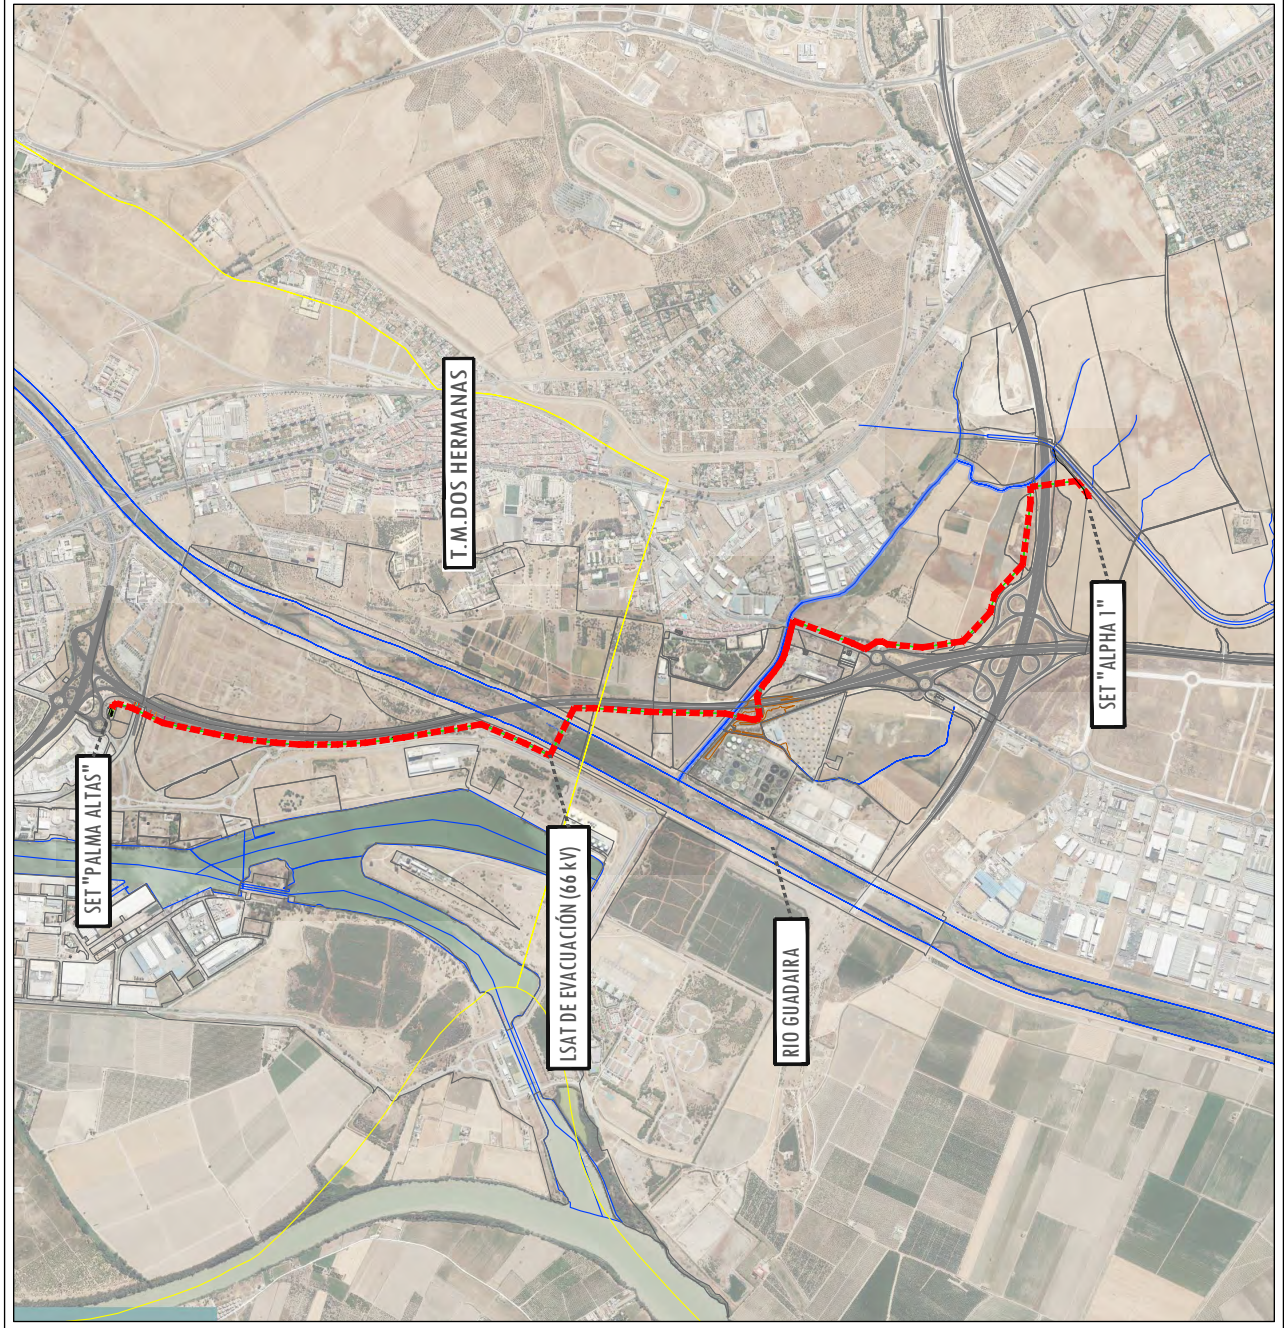 SET "PALMA ALTAS"
T.M.DOS HERMANAS
LSAT DE EVACUACIÓN (66 kV)
RIO GUADAIRA
SET "ALPHA 1"